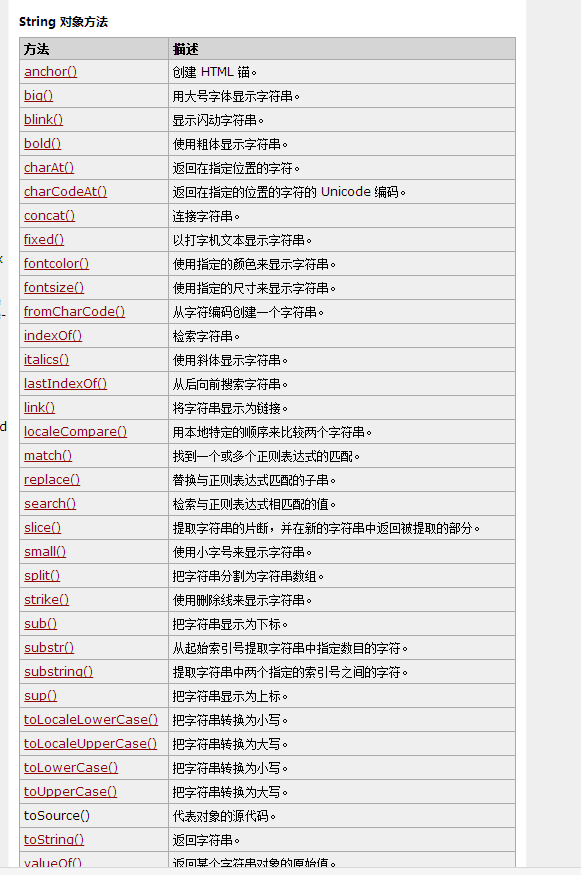 String 对象方法
方法 描述
anchor() 创建 HTML 锚。
big() 用大号字体显示字符串。
blink() 显示闪动字符串。
bold() 使用粗体显示字符串。
charAt() 返回在指定位置的字符。
charCodeAt() 返回在指定的位置的字符的 Unicode 编码。
concat() 连接字符串。
fixed() 以打字机文本显示字符串。
fontcolor() 使用指定的颜色来显示字符串。
fontsize() 使用指定的尺寸来显示字符串。
fromCharCode() 从字符编码创建一个字符串。
indexOf() 检索字符串。
italics() 使用斜体显示字符串。
lastIndexOf() 从后向前搜索字符串。
link() 将字符串显示为链接。
localeCompare() 用本地特定的顺序来比较两个字符串。
match() 找到一个或多个正则表达式的匹配。
replace() 替换与正则表达式匹配的子串。
search() 检索与正则表达式相匹配的值。
slice() 提取字符串的片断，并在新的字符串中返回被提取的部分。
small() 使用小字号来显示字符串。
split() 把字符串分割为字符串数组。
strike() 使用删除线来显示字符串。
sub() 把字符串显示为下标。
substr() 从起始索引号提取字符串中指定数目的字符。
substring() 提取字符串中两个指定的索引号之间的字符。
sup() 把字符串显示为上标。
toLocaleLowerCase() 把字符串转换为小写。
toLocaleUpperCase() 把字符串转换为大写。
toLowerCase() 把字符串转换为小写。
toUpperCase() 把字符串转换为大写。
toSource() 代表对象的源代码。
toString() 返回字符串。
valueOf() 返回某个字符串对象的原始值。